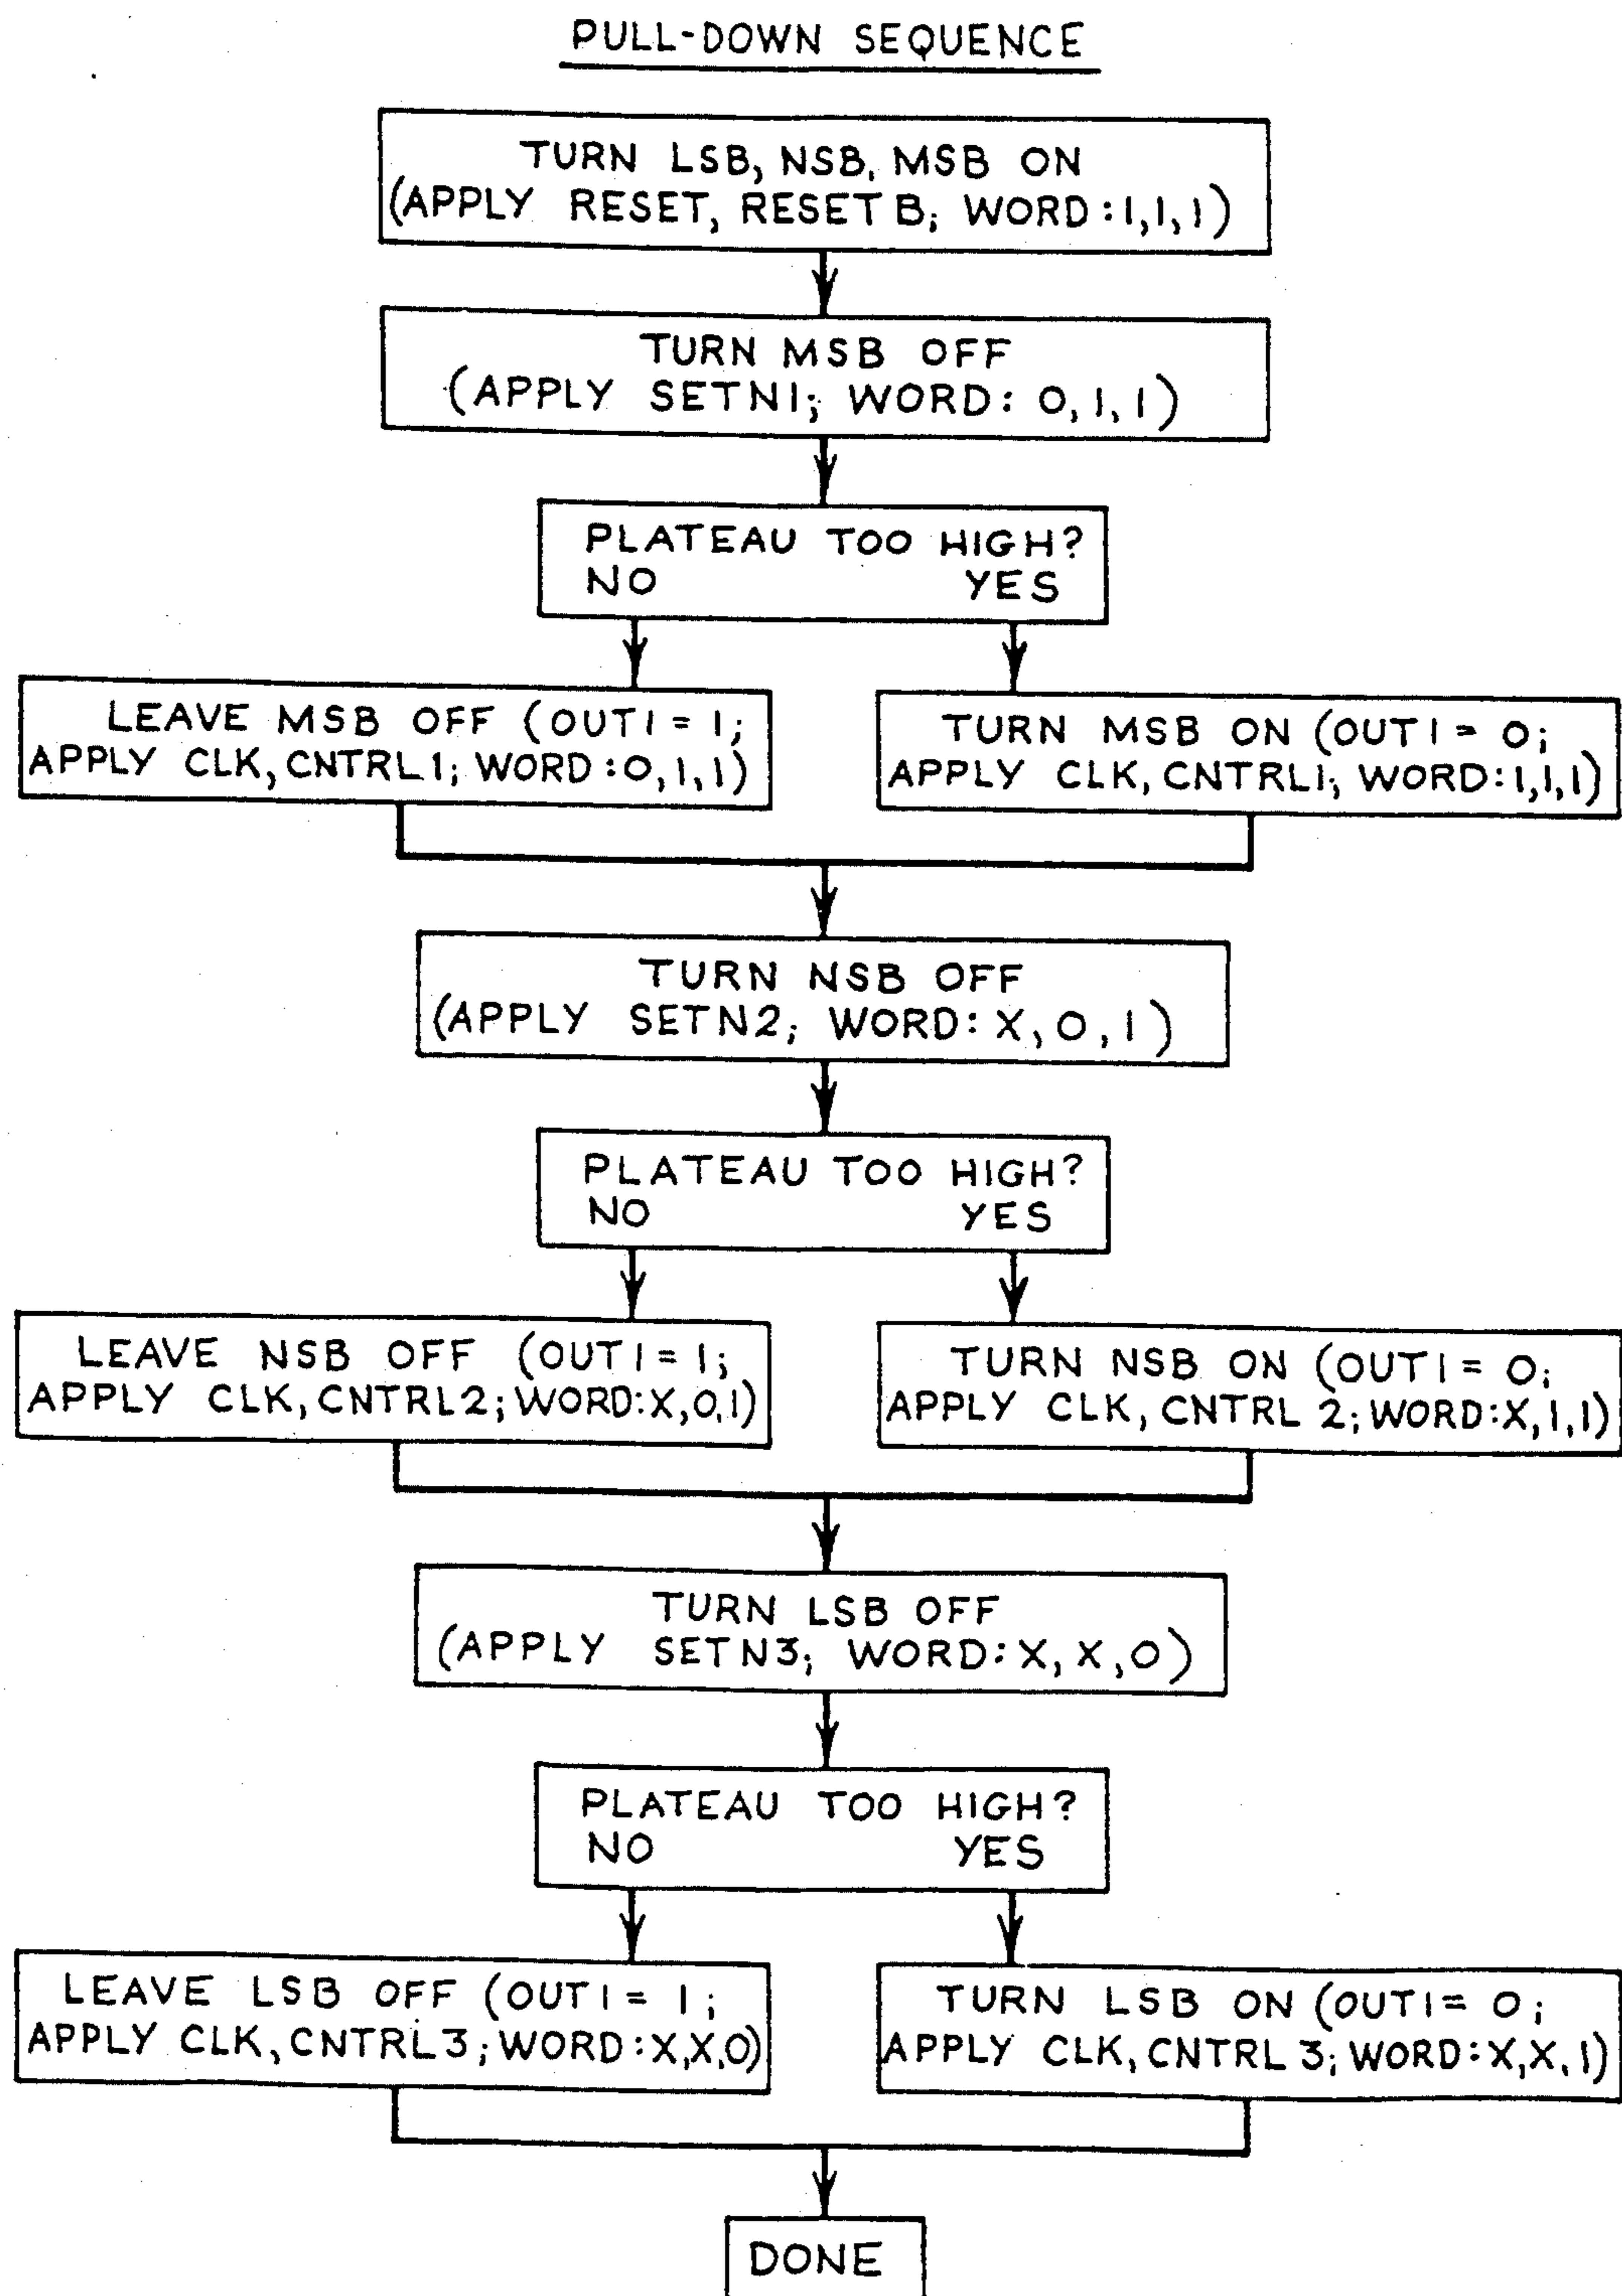 PULL-DOWN SEQUENCE
TURN LSB, NSB, MSB ON
(APPLY RESET, RESET B; WORD:1,1,1)
TURN MSB OFF
(APPLY SETN1; WORD: 0,1,1)
PLATEAU TOO HIGH?
NO YES
LEAVE MSB OFF (OUT1 = 1;
APPLY CLK, CNTRL1; WORD:0,1,1)
TURN MSB ON (OUT1 = 0;
APPLY CLK, CNTRL1; WORD:1,1,1)
TURN NSB OFF
(APPLY SETN2; WORD: X,0,1)
PLATEAU TOO HIGH?
NO YES
LEAVE NSB OFF (OUT1 = 1;
APPLY CLK, CNTRL2; WORD:X,0,1)
TURN NSB ON (OUT1 = 0;
APPLY CLK, CNTRL 2; WORD:X,1,1)
TURN LSB OFF
(APPLY SETN3; WORD: X,X,0)
PLATEAU TOO HIGH?
NO YES
LEAVE LSB OFF (OUT1 = 1;
APPLY CLK, CNTRL3; WORD:X,X,0)
TURN LSB ON (OUT1 = 0;
APPLY CLK, CNTRL 3; WORD:X,X,1)
DONE